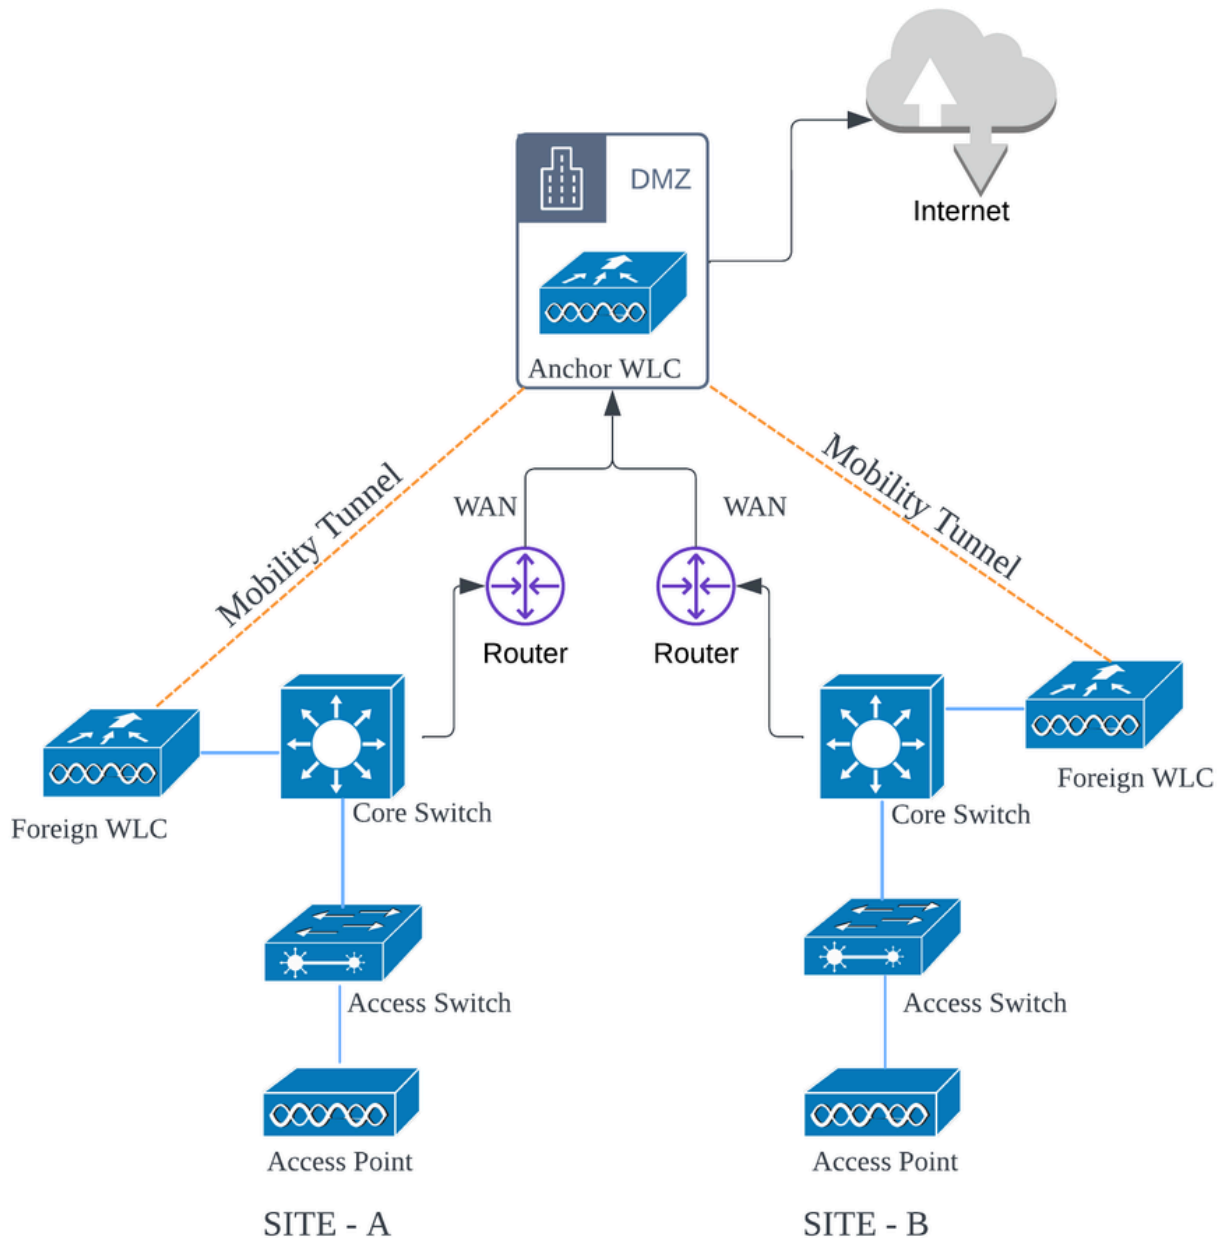 Internet
DMZ
Anchor WLC
Mobility Tunnel
Mobility Tunnel
WAN
WAN
Router
Router
Foreign WLC
Core Switch
Core Switch
Foreign WLC
Access Switch
Access Switch
Access Point
Access Point
SITE - A
SITE - B